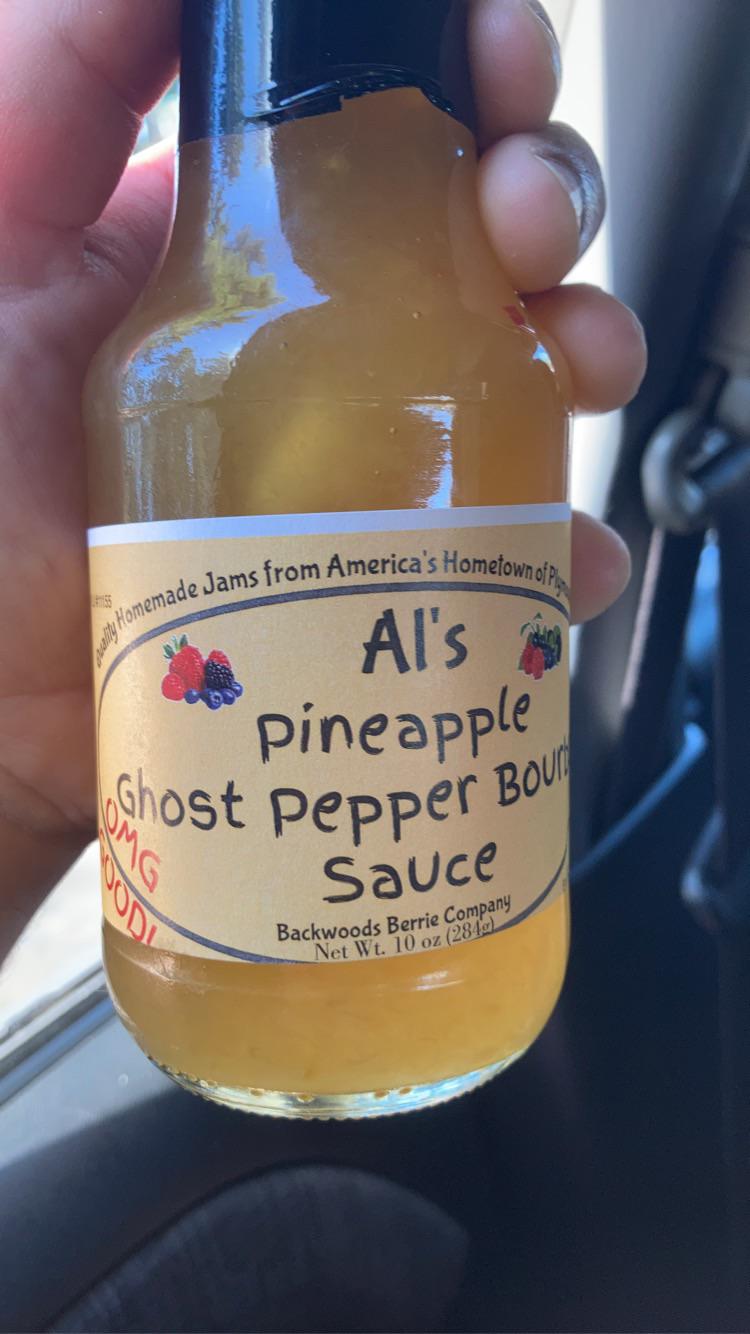 Quality Homemade Jams from America's Hometown of
Al's
Pineapple
Ghost Pepper
Sauce
OMG
Backwoods Berrie Company
Net Wt. 10 oz (284g)